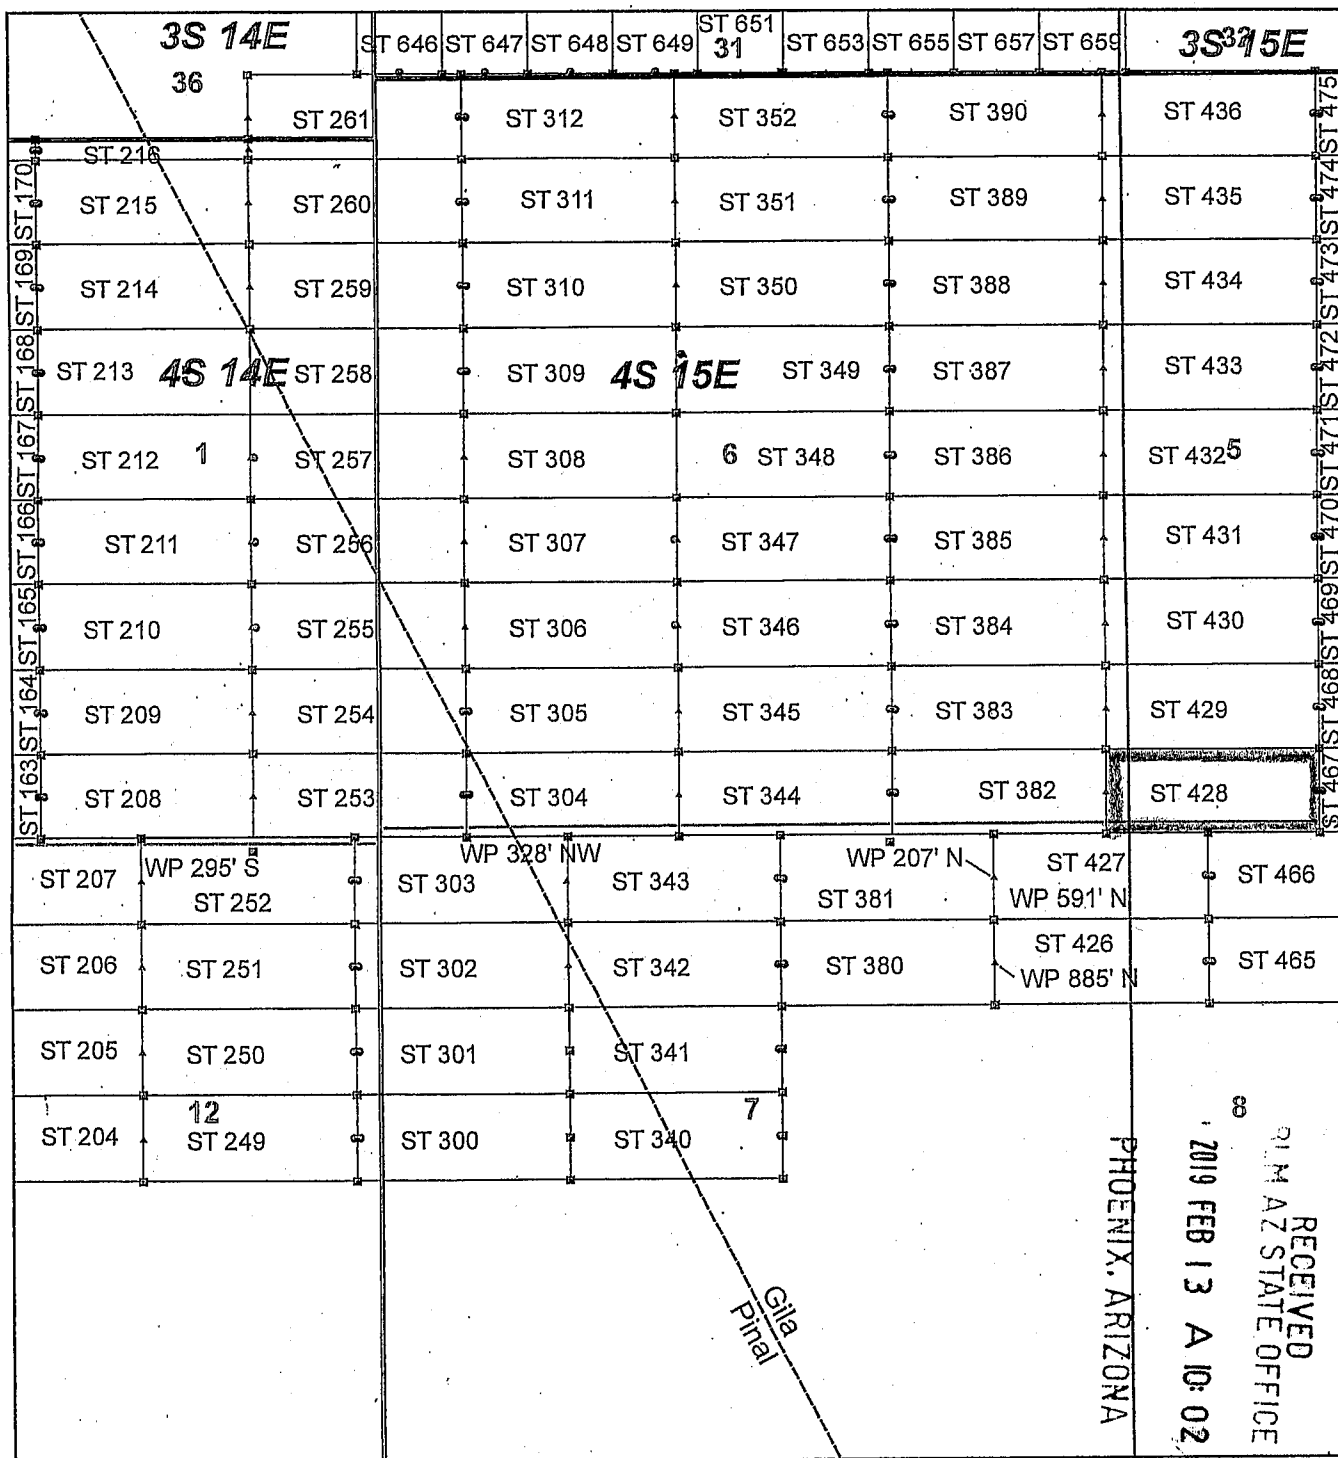 3S 14E
ST 646 ST 647 ST 648 ST 649 ST 651 ST 653 ST 655 ST 657 ST 659
31
3S 15E
32
36
ST 261 ST 312 ST 352 ST 390 ST 436 ST 475
ST 216
ST 170 ST 215 ST 260 ST 311 ST 351 ST 389 ST 435 ST 474
ST 169 ST 214 ST 259 ST 310 ST 350 ST 388 ST 434 ST 473
ST 168 ST 213 4S 14E ST 258 ST 309 4S 15E ST 349 ST 387 ST 433 ST 472
ST 167 ST 212 1 ST 257 ST 308 6 ST 348 ST 386 ST 432 5 ST 471
ST 166 ST 211 ST 256 ST 307 ST 347 ST 385 ST 431 ST 470
ST 165 ST 210 ST 255 ST 306 ST 346 ST 384 ST 430 ST 469
ST 164 ST 209 ST 254 ST 305 ST 345 ST 383 ST 429 ST 468
ST 163 ST 208 ST 253 ST 304 ST 344 ST 382 ST 428 ST 467
WP 295' S WP 328' NW WP 207' N ST 427
ST 207 ST 252 ST 303 ST 343 ST 381 WP 591' N ST 466
ST 426
ST 206 ST 251 ST 302 ST 342 ST 380 WP 885' N ST 465
ST 205 ST 250 ST 301 ST 341
12 7
ST 204 ST 249 ST 300 ST 340
Gila
Pinal
RECEIVED
AZ STATE OFFICE
2019 FEB 13 A 10:02
PHOENIX, ARIZONA